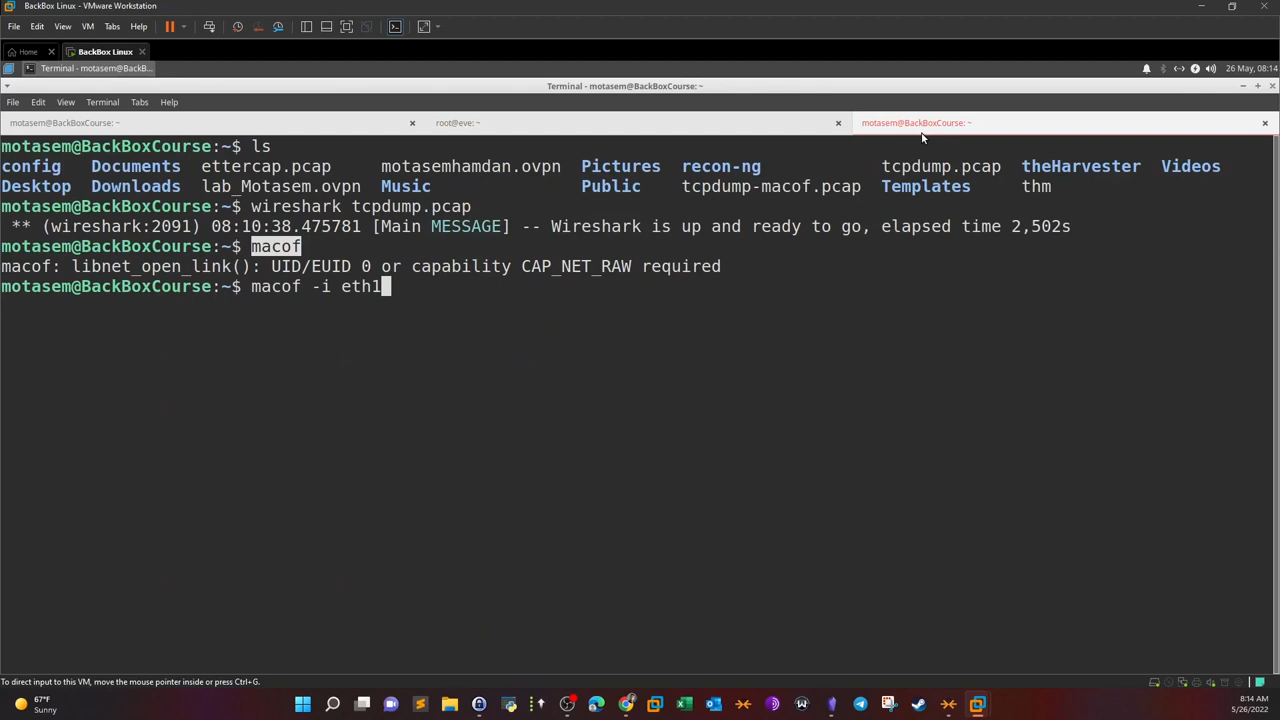 BackBox Linux - VMware Workstation
File Edit View VM Tabs Help
Home BackBox Linux
Terminal - motasem@BackB... 26 May, 08:14
Terminal - motasem@BackBoxCourse: ~
File Edit View Terminal Tabs Help
motasem@BackBoxCourse: ~ root@eve: ~ motasem@BackBoxCourse: ~
motasem@BackBoxCourse:~$ ls
config Documents ettercap.pcap motasemhamdan.ovpn Pictures recon-ng tcpdump.pcap theHarvester Videos
Desktop Downloads lab_Motasem.ovpn Music Public tcpdump-macof.pcap Templates thm
motasem@BackBoxCourse:~$ wireshark tcpdump.pcap
** (wireshark:2091) 08:10:38.475781 [Main MESSAGE] -- Wireshark is up and ready to go, elapsed time 2,502s
motasem@BackBoxCourse:~$ macof
macof: libnet_open_link(): UID/EUID 0 or capability CAP_NET_RAW required
motasem@BackBoxCourse:~$ macof -i eth1
To direct input to this VM, move the mouse pointer inside or press Ctrl+G.
67°F
Sunny
8:14 AM
5/26/2022